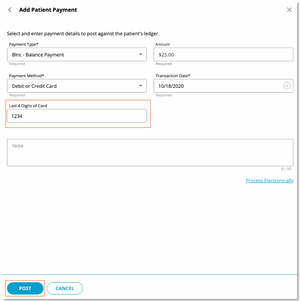 Add Patient Payment
Select and enter payment details to post against the patient's ledger.
Payment Type* Amount
Blnc - Balance Payment $25.00
Required Required
Payment Method* Transaction Date*
Debit or Credit Card 10/18/2020
Required Required
Last 4 Digits of Card
1234
Note
0 / 50
Process Electronically
POST CANCEL